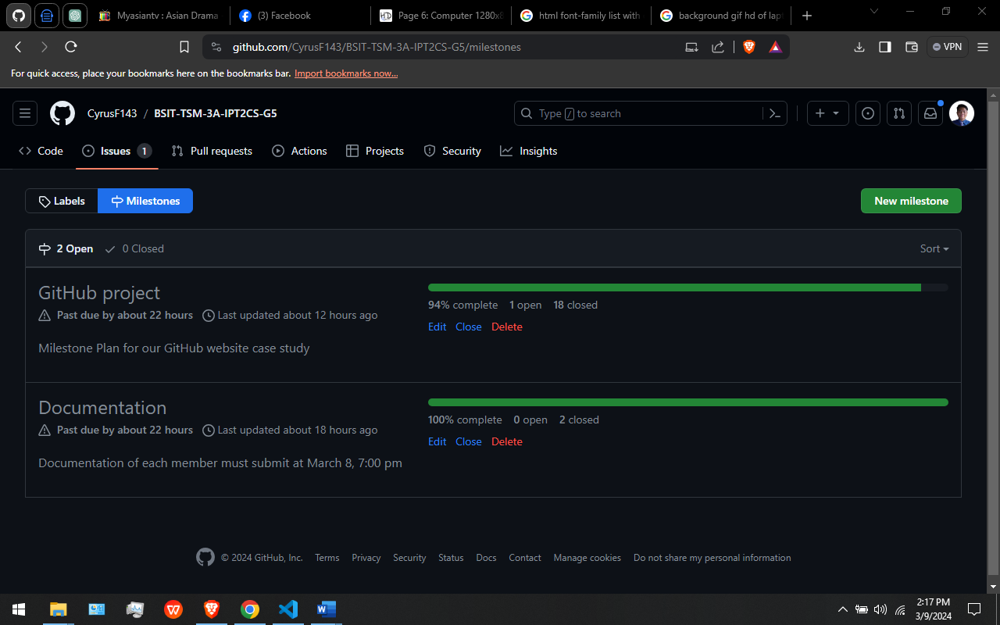 Myasiantv : Asian Drama
(3) Facebook
Page 6: Computer 1280x8
html font-family list with
background gif hd of lap
github.com/CyrusF143/BSIT-TSM-3A-IPT2CS-G5/milestones
VPN
For quick access, place your bookmarks here on the bookmarks bar. Import bookmarks now...
CyrusF143 / BSIT-TSM-3A-IPT2CS-G5
Type / to search
Code
Issues 1
Pull requests
Actions
Projects
Security
Insights
Labels
Milestones
New milestone
2 Open
0 Closed
Sort
GitHub project
Past due by about 22 hours
Last updated about 12 hours ago
Milestone Plan for our GitHub website case study
94% complete 1 open 18 closed
Edit Close Delete
Documentation
Past due by about 22 hours
Last updated about 18 hours ago
Documentation of each member must submit at March 8, 7:00 pm
100% complete 0 open 2 closed
Edit Close Delete
© 2024 GitHub, Inc. Terms Privacy Security Status Docs Contact Manage cookies Do not share my personal information
2:17 PM
3/9/2024